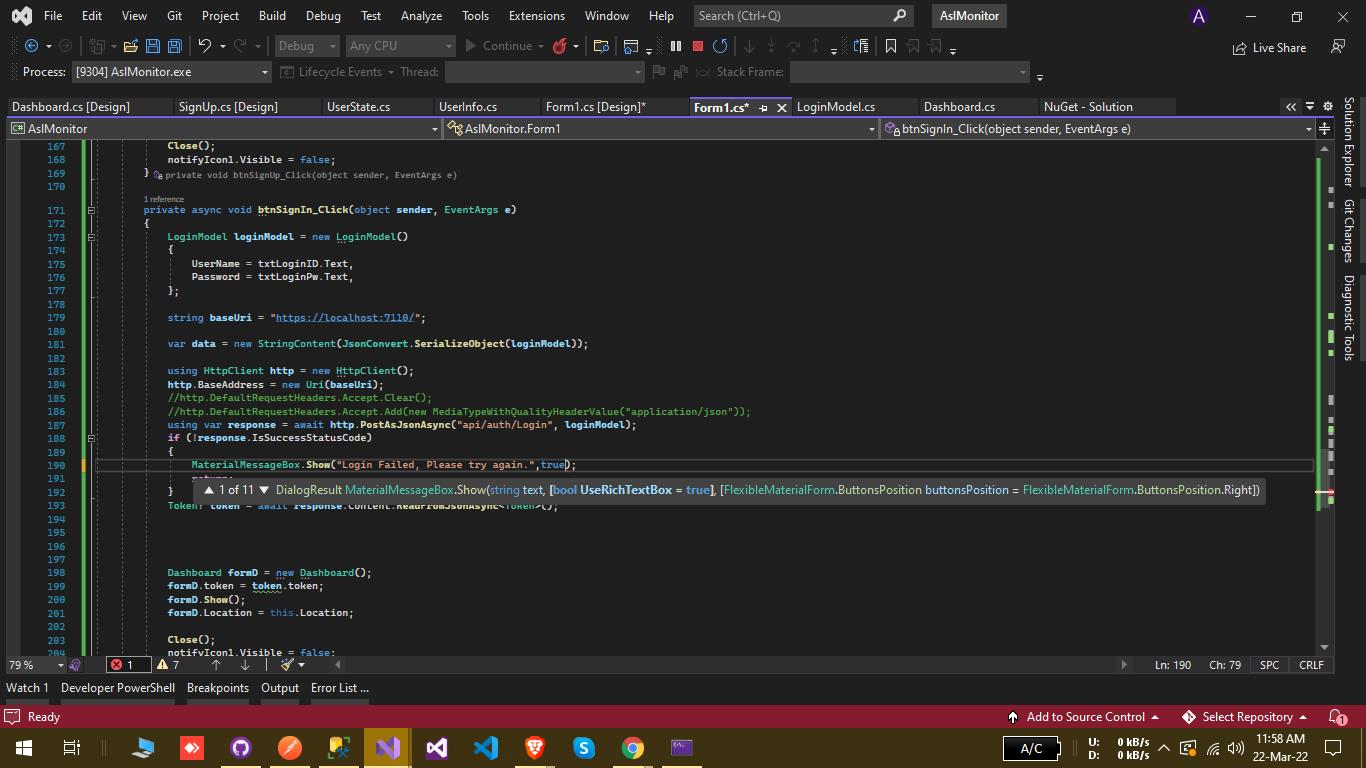 File Edit View Git Project Build Debug Test Analyze Tools Extensions Window Help Search (Ctrl+Q) AslMonitor A
Debug Any CPU Continue Live Share
Process: [9304] AslMonitor.exe Lifecycle Events Thread: Stack Frame:
Dashboard.cs [Design] SignUp.cs [Design] UserState.cs UserInfo.cs Form1.cs [Design]* Form1.cs* LoginModel.cs Dashboard.cs NuGet - Solution
C# AslMonitor AslMonitor.Form1 btnSignIn_Click(object sender, EventArgs e)
167 Close();
168 notifyIcon1.Visible = false;
169 } private void btnSignUp_Click(object sender, EventArgs e)
170
1 reference
171 private async void btnSignIn_Click(object sender, EventArgs e)
172 {
173 LoginModel loginModel = new LoginModel()
174 {
175 UserName = txtLoginID.Text,
176 Password = txtLoginPw.Text,
177 };
178
179 string baseUri = "https://localhost:7110/";
180
181 var data = new StringContent(JsonConvert.SerializeObject(loginModel));
182
183 using HttpClient http = new HttpClient();
184 http.BaseAddress = new Uri(baseUri);
185 //http.DefaultRequestHeaders.Accept.Clear();
186 //http.DefaultRequestHeaders.Accept.Add(new MediaTypeWithQualityHeaderValue("application/json"));
187 using var response = await http.PostAsJsonAsync("api/auth/Login", loginModel);
188 if (!response.IsSuccessStatusCode)
189 {
190 MaterialMessageBox.Show("Login Failed, Please try again.",true);
191
1 of 11 DialogResult MaterialMessageBox.Show(string text, [bool UseRichTextBox = true], [FlexibleMaterialForm.ButtonsPosition buttonsPosition = FlexibleMaterialForm.ButtonsPosition.Right])
192 }
193 Token? token = await response.Content.ReadFromJsonAsync<Token>();
194
195
196
197
198 Dashboard formD = new Dashboard();
199 formD.token = token.token;
200 formD.Show();
201 formD.Location = this.Location;
202
203 Close();
204 notifyIcon1.Visible = false;
Solution Explorer
Git Changes
Diagnostic Tools
79 % 1 7 Ln: 190 Ch: 79 SPC CRLF
Watch 1 Developer PowerShell Breakpoints Output Error List ...
Ready Add to Source Control Select Repository 1
A/C U: 0 kB/s
D: 0 kB/s
11:58 AM
22-Mar-22